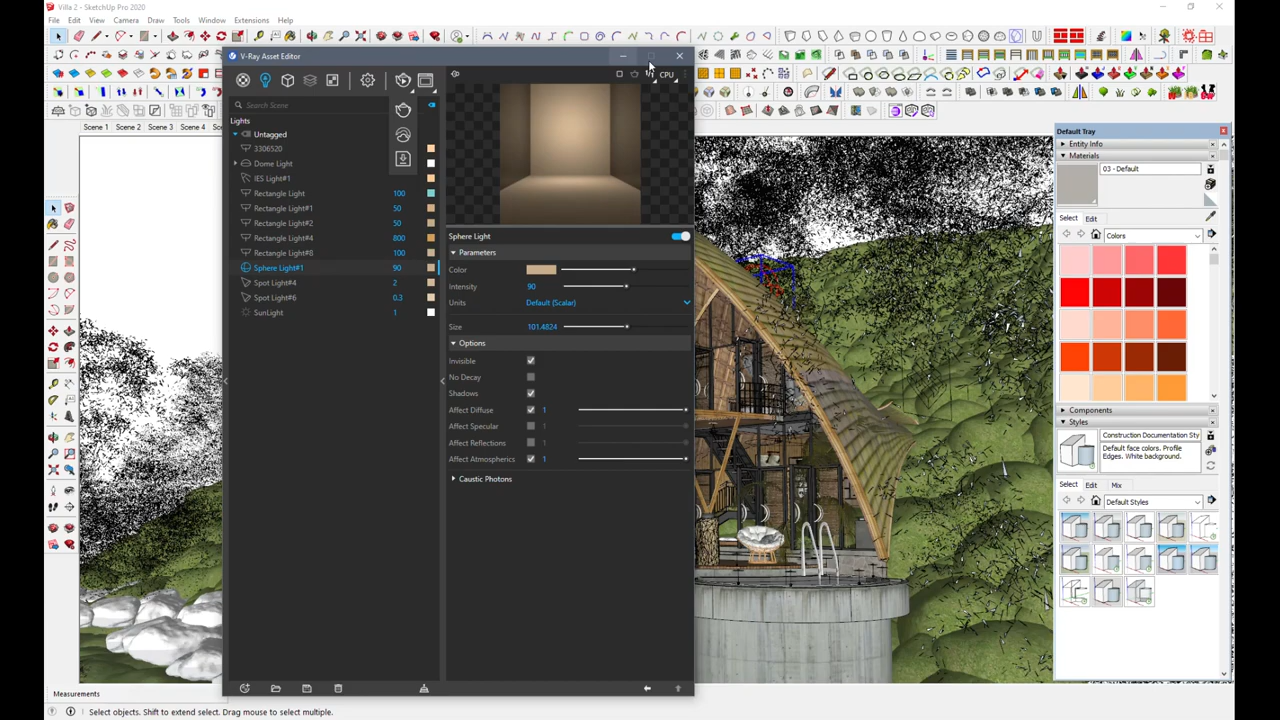 Villa 2 - SketchUp Pro 2020
File Edit View Camera Draw Tools Window Extensions Help
V-Ray Asset Editor
CPU
Search Scene
Scene 1 Scene 2 Scene 3 Scene 4
Lights
Untagged
3306520
Dome Light
IES Light#1
Rectangle Light 100
Rectangle Light#1 50
Rectangle Light#2 50
Rectangle Light#4 800
Rectangle Light#8 100
Sphere Light#1 90
Spot Light#4 2
Spot Light#6 0.3
SunLight 1
Sphere Light
Parameters
Color
Intensity 90
Units Default (Scalar)
Size 101.4824
Options
Invisible
No Decay
Shadows
Affect Diffuse 1
Affect Specular 1
Affect Reflections 1
Affect Atmospherics 1
Caustic Photons
Default Tray
Entity Info
Materials
03 - Default
Select Edit
Colors
Components
Styles
Construction Documentation Sty
Default face colors. Profile
Edges. White background.
Select Edit Mix
Default Styles
Measurements
Select objects. Shift to extend select. Drag mouse to select multiple.